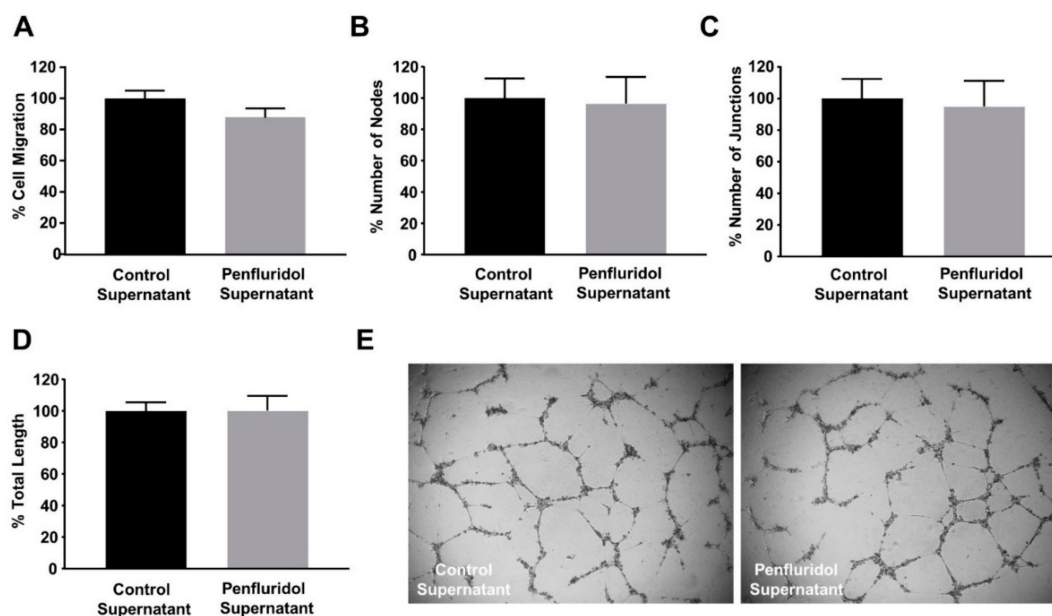 A
% Cell Migration
120
100
80
60
40
20
0
Control
Supernatant
Penfluridol
Supernatant
B
% Number of Nodes
120
100
80
60
40
20
0
Control
Supernatant
Penfluridol
Supernatant
C
% Number of Junctions
120
100
80
60
40
20
0
Control
Supernatant
Penfluridol
Supernatant
D
% Total Length
120
100
80
60
40
20
0
Control
Supernatant
Penfluridol
Supernatant
E
Control
Supernatant
Penfluridol
Supernatant